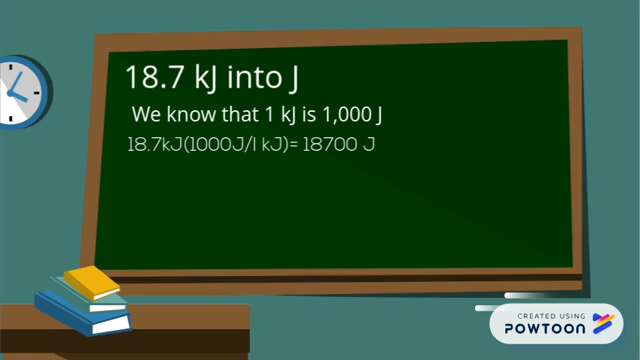 18.7 kJ into J
We know that 1 kJ is 1,000 J
18.7kJ(1000J/1 kJ)= 18700 J
CREATED USING
POWTOON